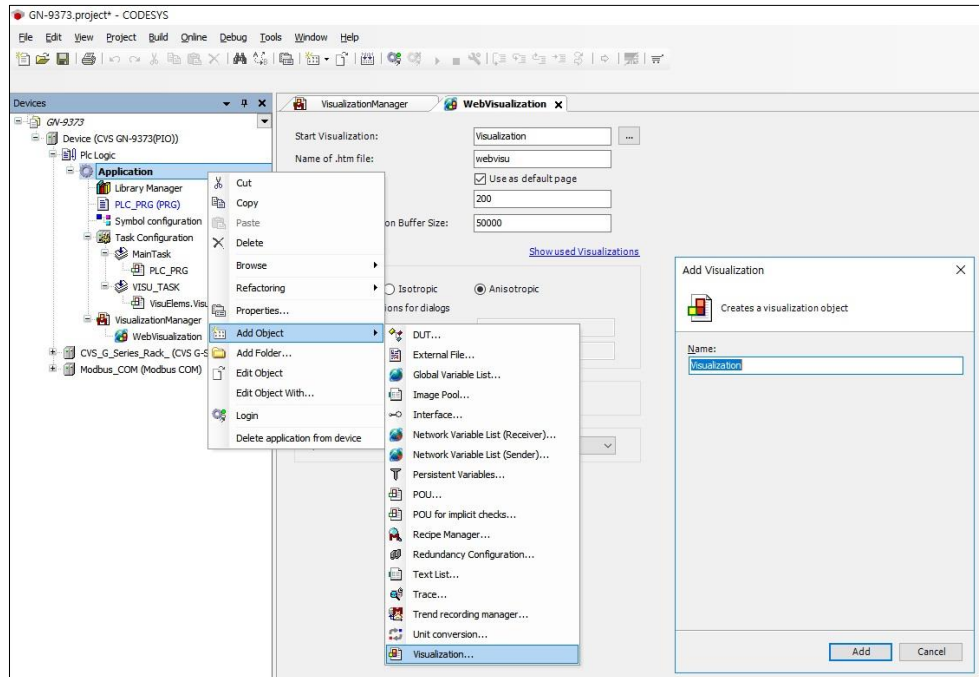 GN-9373.project* - CODESYS
File Edit View Project Build Online Debug Tools Window Help
Devices
GN-9373
Device (CVS GN-9373(PIO))
Plc Logic
Application
Library Manager
PLC_PRG (PRG)
Symbol configuration
Task Configuration
MainTask
PLC_PRG
VISU_TASK
VisuElems.Visu
VisualizationManager
WebVisualization
CVS_G_Series_Rack_ (CVS G-S
Modbus_COM (Modbus COM)
Cut
Copy
Paste
Delete
Browse
Refactoring
Properties...
Add Object
Add Folder...
Edit Object
Edit Object With...
Login
Delete application from device
DUT...
External File...
Global Variable List...
Image Pool...
Interface...
Network Variable List (Receiver)...
Network Variable List (Sender)...
Persistent Variables...
POU...
POU for implicit checks...
Recipe Manager...
Redundancy Configuration...
Text List...
Trace...
Trend recording manager...
Unit conversion...
Visualization...
VisualizationManager WebVisualization
Start Visualization: Visualization ...
Name of .htm file: webvisu
Use as default page
200
on Buffer Size: 50000
Show used Visualizations
Isotropic Anisotropic
ions for dialogs
Add Visualization
Creates a visualization object
Name:
Visualization
Add Cancel